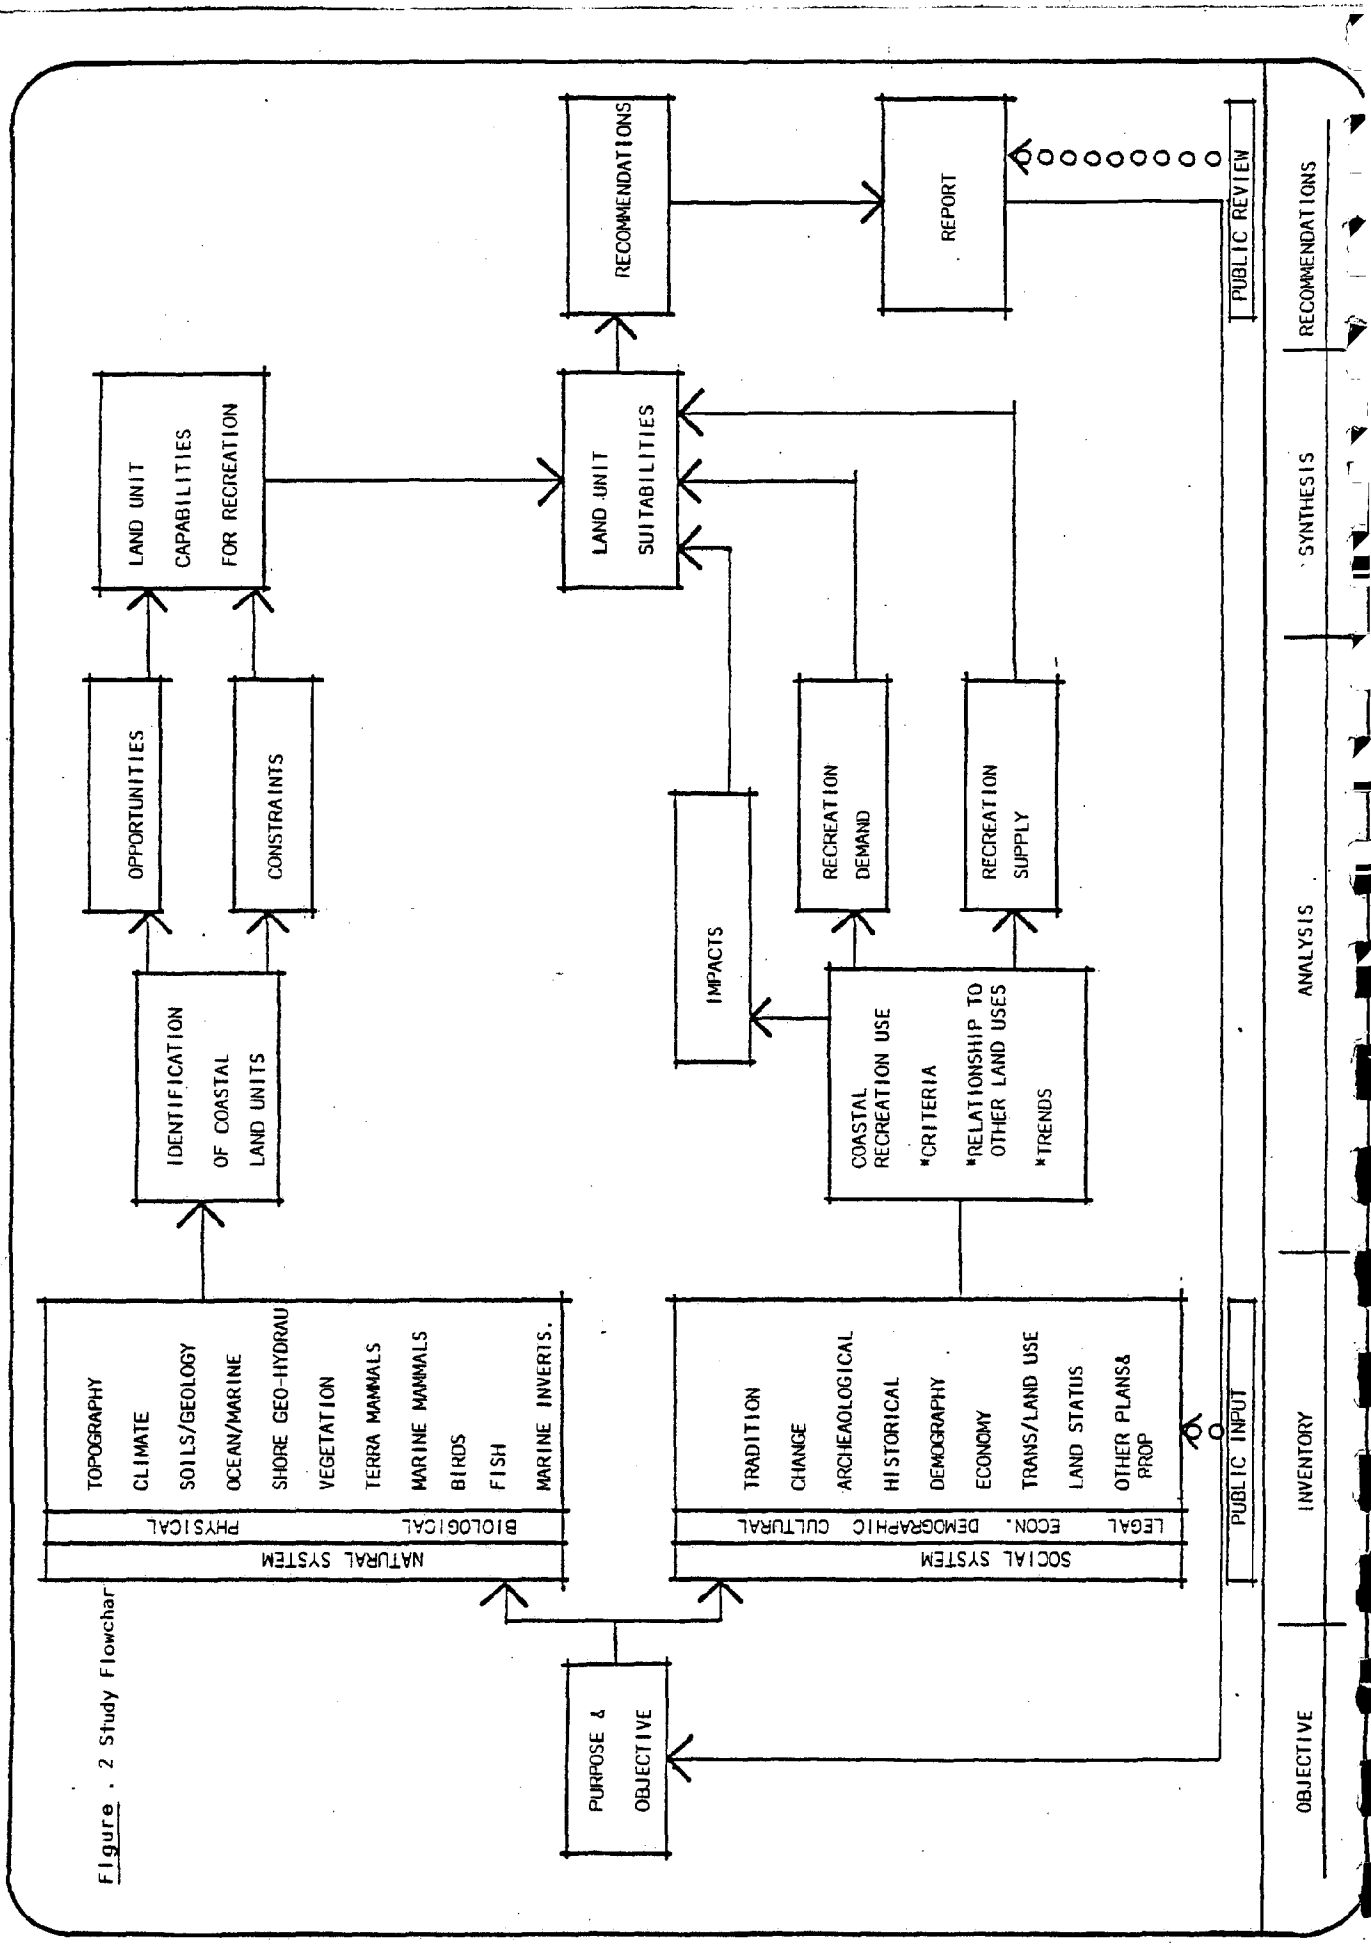 Figure . 2 Study Flowchar
PURPOSE &
OBJECTIVE
NATURAL SYSTEM
PHYSICAL
BIOLOGICAL
TOPOGRAPHY
CLIMATE
SOILS/GEOLOGY
OCEAN/MARINE
SHORE GEO-HYDRAU
VEGETATION
TERRA MAMMALS
MARINE MAMMALS
BIRDS
FISH
MARINE INVERTS.
SOCIAL SYSTEM
CULTURAL
DEMOGRAPHIC
ECON.
LEGAL
TRADITION
CHANGE
ARCHEAOLOGICAL
HISTORICAL
DEMOGRAPHY
ECONOMY
TRANS/LAND USE
LAND STATUS
OTHER PLANS&
PROP
PUBLIC INPUT
IDENTIFICATION
OF COASTAL
LAND UNITS
COASTAL
RECREATION USE
*CRITERIA
*RELATIONSHIP TO
OTHER LAND USES
*TRENDS
OPPORTUNITIES
CONSTRAINTS
IMPACTS
RECREATION
DEMAND
RECREATION
SUPPLY
LAND UNIT
CAPABILITIES
FOR RECREATION
LAND UNIT
SUITABILITIES
RECOMMENDATIONS
REPORT
PUBLIC REVIEW
OBJECTIVE
INVENTORY
ANALYSIS
SYNTHESIS
RECOMMENDATIONS